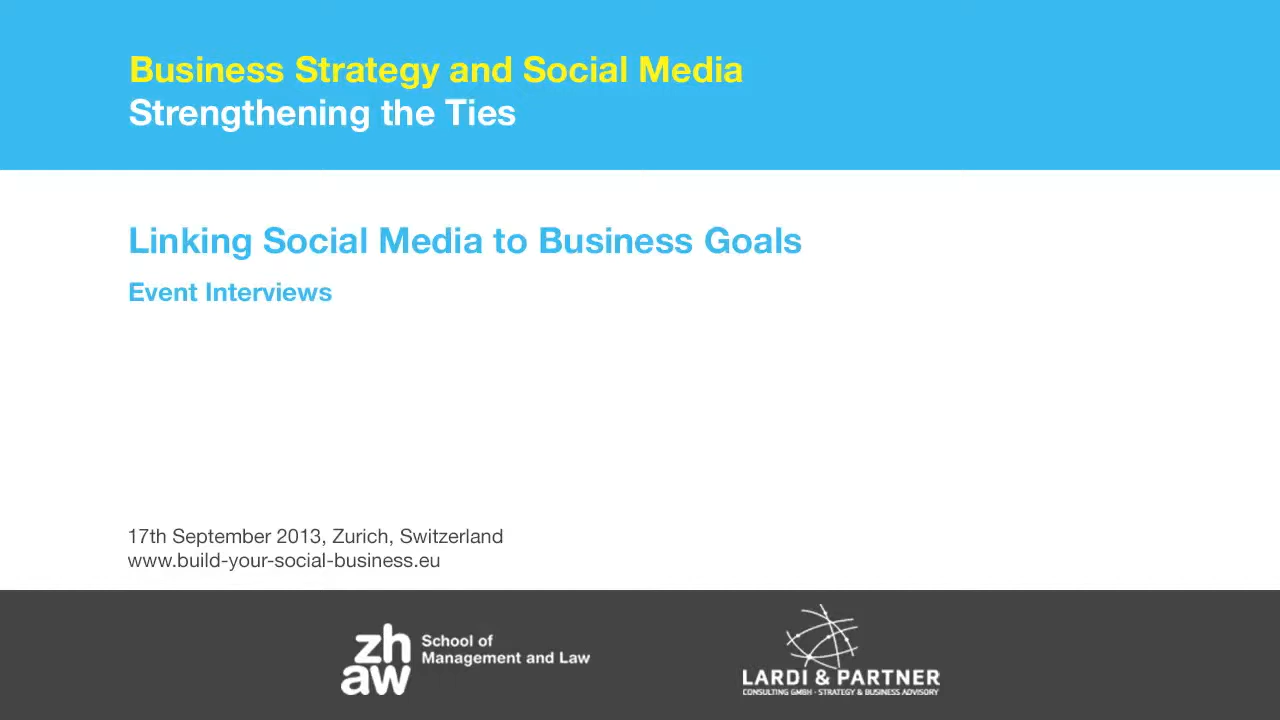 Business Strategy and Social Media
Strengthening the Ties
Linking Social Media to Business Goals
Event Interviews
17th September 2013, Zurich, Switzerland
www.build-your-social-business.eu
zh
aw
School of
Management and Law
LARDI & PARTNER
CONSULTING GMBH - STRATEGY & BUSINESS ADVISORY